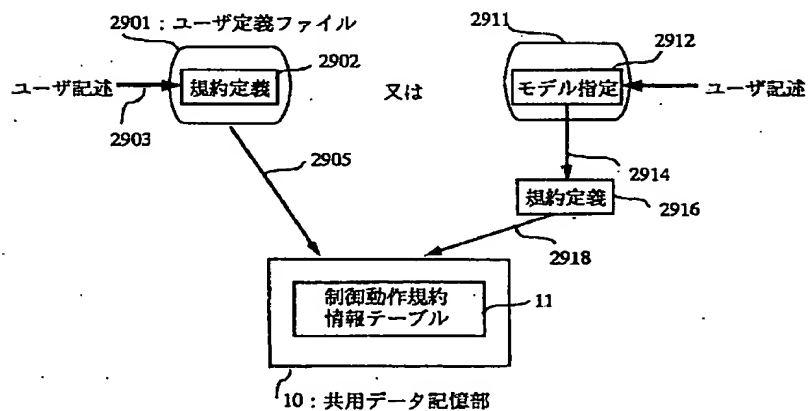 2901：ユーザ定義ファイル
2902
ユーザ記述
規約定義
2903
2905
又は
2911
2912
モデル指定
ユーザ記述
2914
規約定義
2916
2918
制御動作規約
情報テーブル
11
10：共用データ記憶部